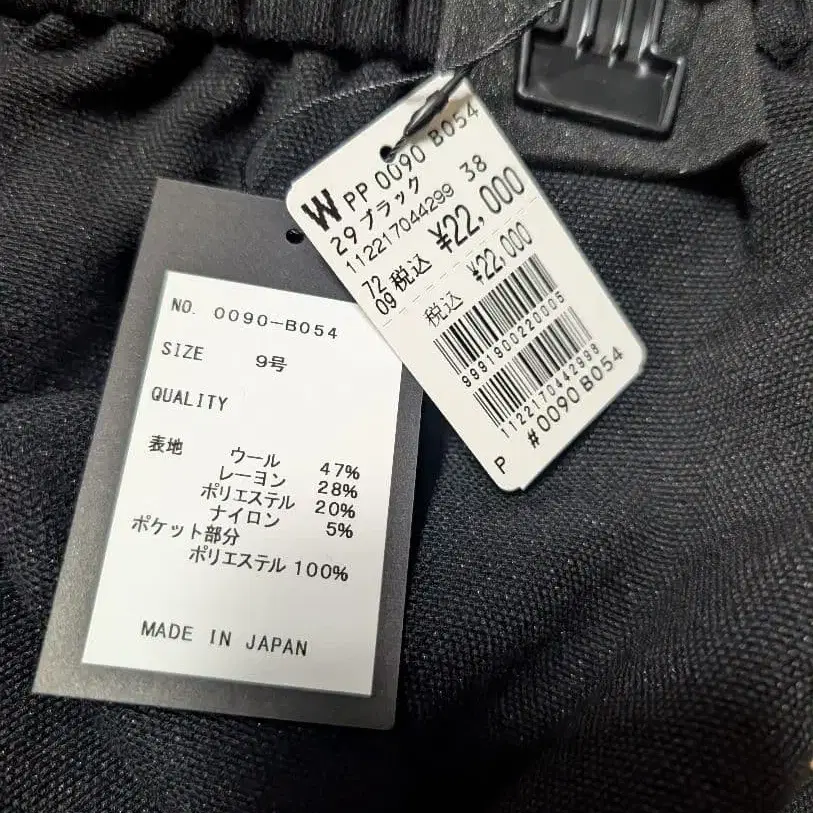 NO. 0090-B054
SIZE 9号
QUALITY
表地 ウール 47%
レーヨン 28%
ポリエステル 20%
ナイロン 5%
ポケット部分
ポリエステル 100%
MADE IN JAPAN
W PP 0090 B054
29 ブラック 38
112217044299
72 税込 ¥22,000
09
税込 ¥22,000
9991900220005
1122170442998
P #0090 B054